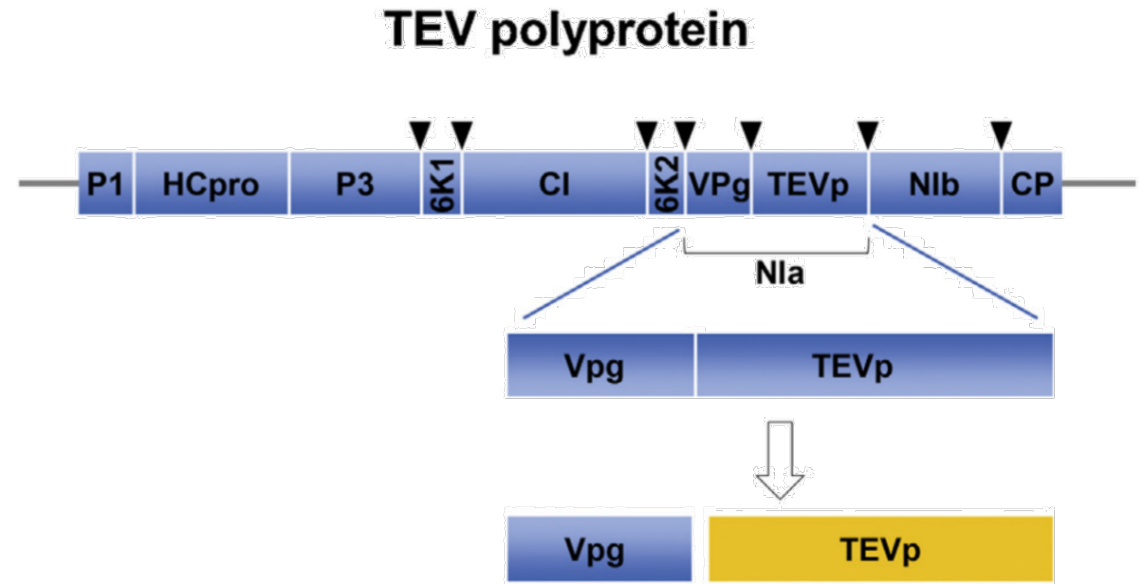 TEV polyprotein
P1 HCpro P3 6K1 CI 6K2 VPg TEVp NIb CP
NIa
Vpg TEVp
Vpg TEVp